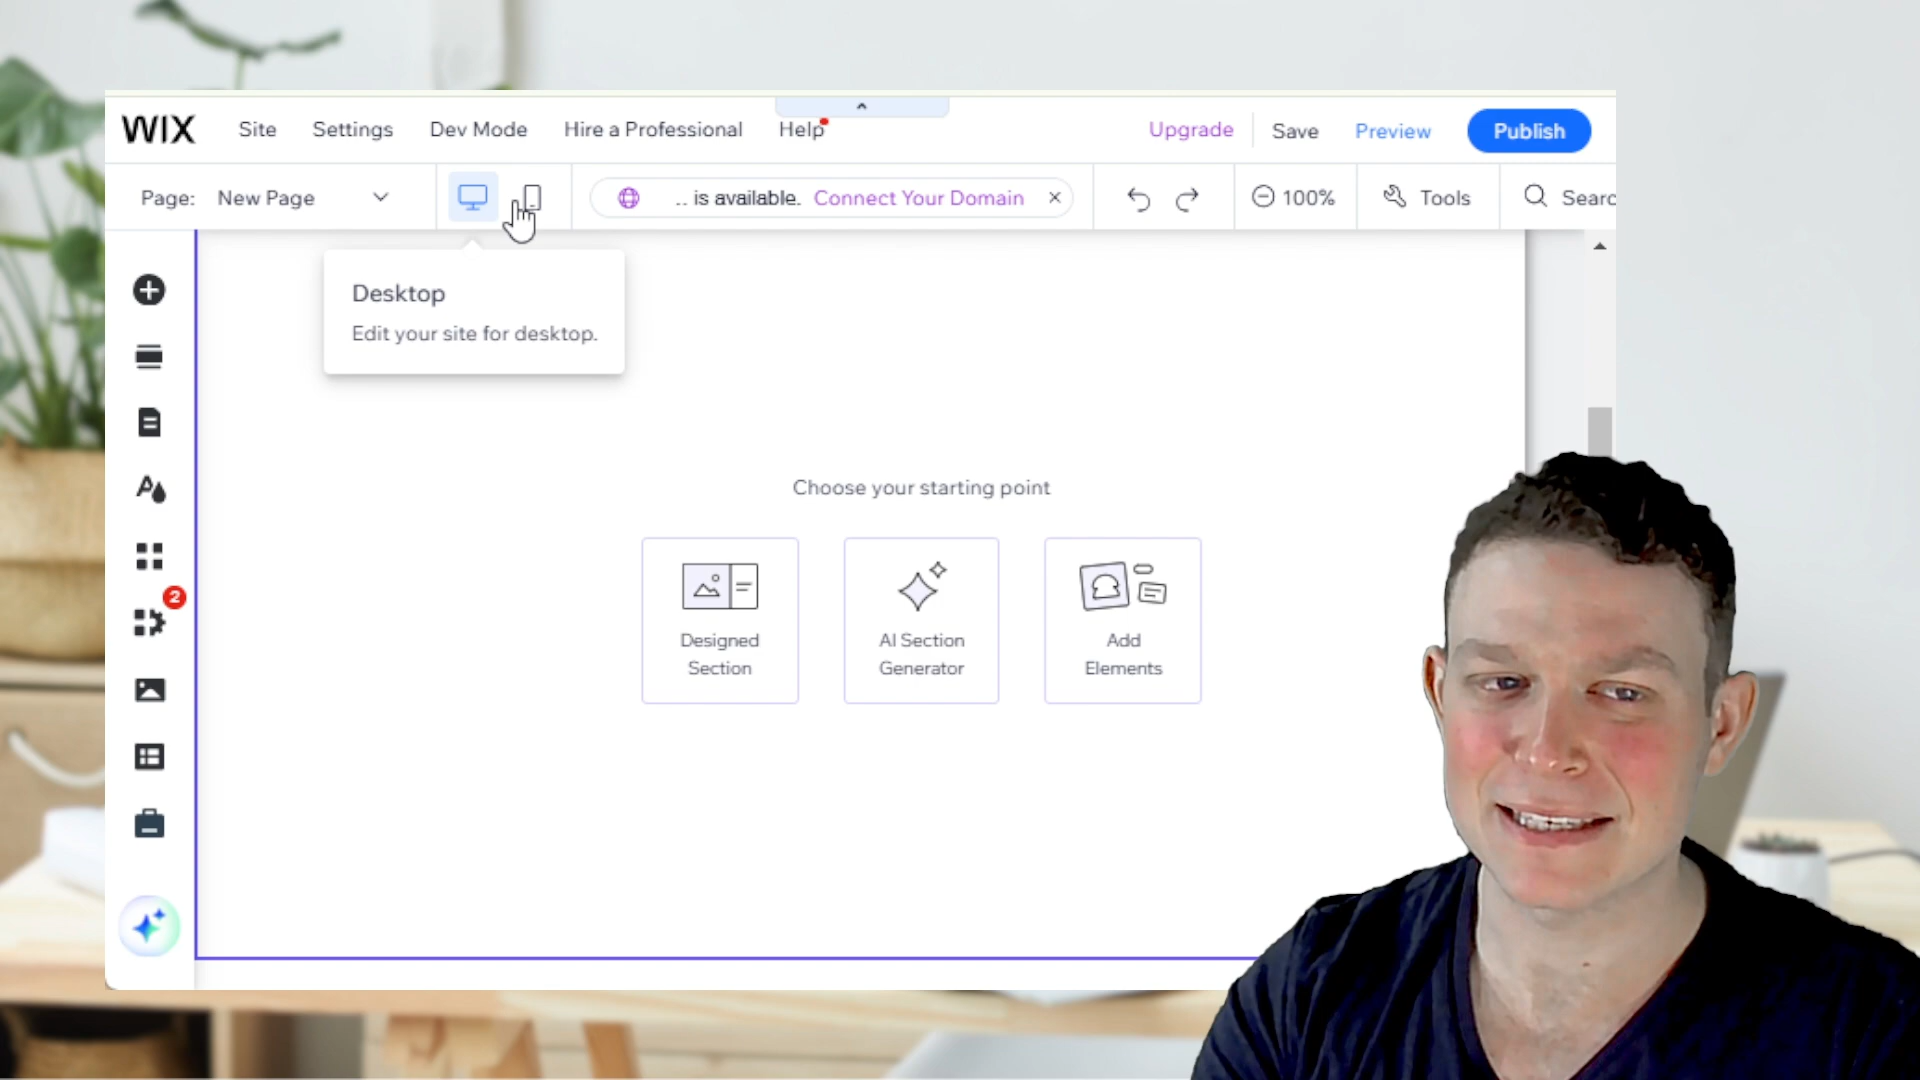 WIX Site Settings Dev Mode Hire a Professional Help Upgrade Save Preview Publish
Page: New Page .. is available. Connect Your Domain 100% Tools Searc
Desktop
Edit your site for desktop.
Choose your starting point
Designed
Section
AI Section
Generator
Add
Elements
2